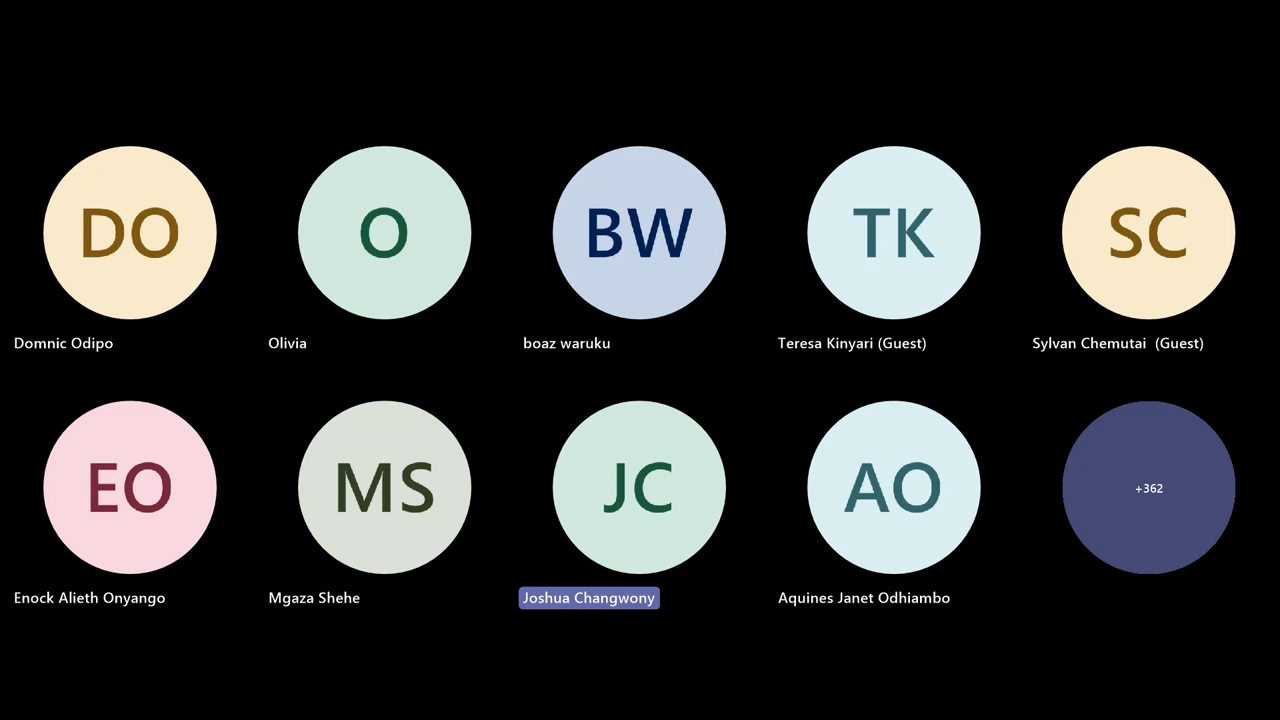 DO
O
BW
TK
SC
Domnic Odipo
Olivia
boaz waruku
Teresa Kinyari (Guest)
Sylvan Chemutai  (Guest)
EO
MS
JC
AO
+362
Enock Alieth Onyango
Mgaza Shehe
Joshua Changwony
Aquines Janet Odhiambo